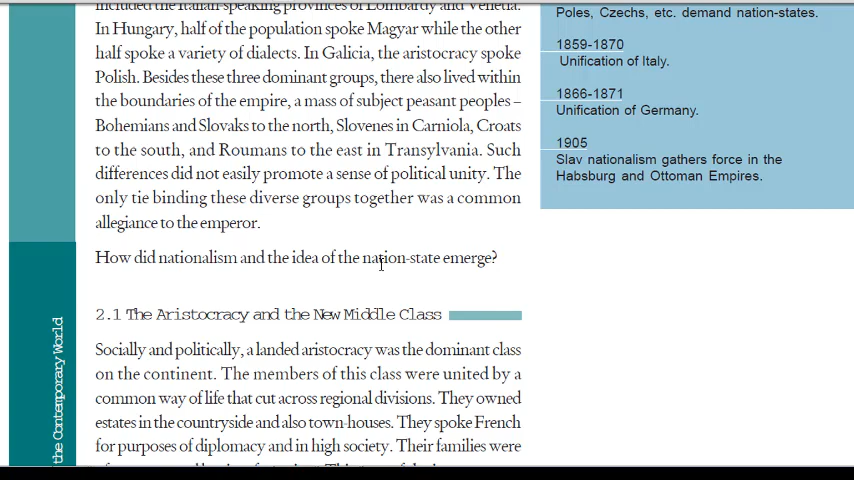 included the Italian-speaking provinces of Lombardy and Venetia.
In Hungary, half of the population spoke Magyar while the other
half spoke a variety of dialects. In Galicia, the aristocracy spoke
Polish. Besides these three dominant groups, there also lived within
the boundaries of the empire, a mass of subject peasant peoples –
Bohemians and Slovaks to the north, Slovenes in Carniola, Croats
to the south, and Roumans to the east in Transylvania. Such
differences did not easily promote a sense of political unity. The
only tie binding these diverse groups together was a common
allegiance to the emperor.
How did nationalism and the idea of the nation-state emerge?
2.1 The Aristocracy and the New Middle Class
Socially and politically, a landed aristocracy was the dominant class
on the continent. The members of this class were united by a
common way of life that cut across regional divisions. They owned
estates in the countryside and also town-houses. They spoke French
for purposes of diplomacy and in high society. Their families were
Poles, Czechs, etc. demand nation-states.
1859-1870
Unification of Italy.
1866-1871
Unification of Germany.
1905
Slav nationalism gathers force in the
Habsburg and Ottoman Empires.
the Contemporary World